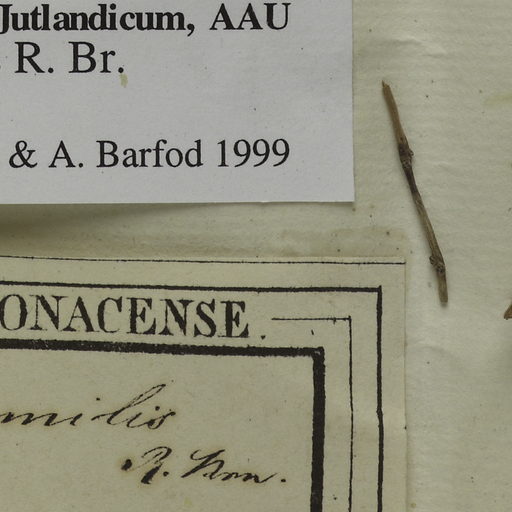 Jutlandicum, AAU
R. Br.
& A. Barfod 1999
ONACENSE.
milis
R. Brn.